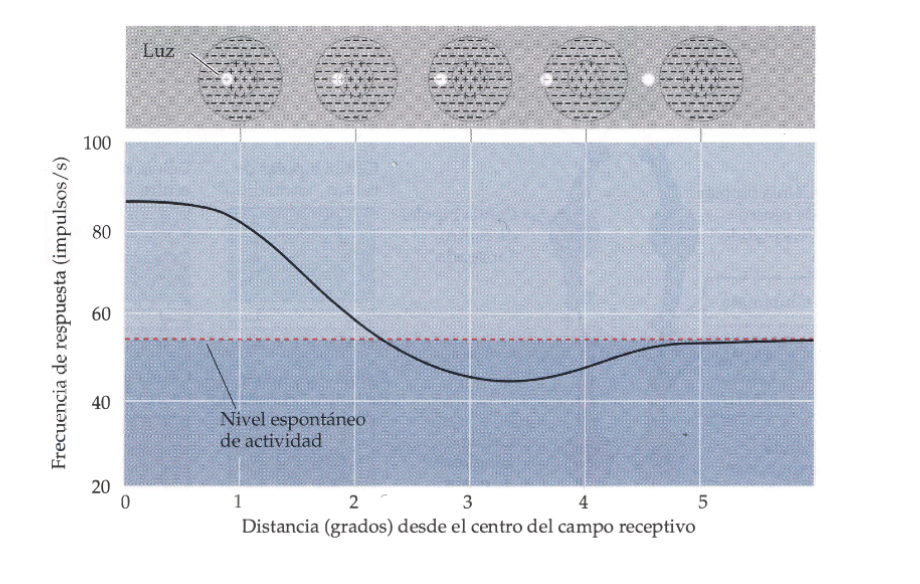 Luz
100
80
60
40
20
Frecuencia de respuesta (impulsos/s)
Nivel espontáneo
de actividad
0 1 2 3 4 5
Distancia (grados) desde el centro del campo receptivo